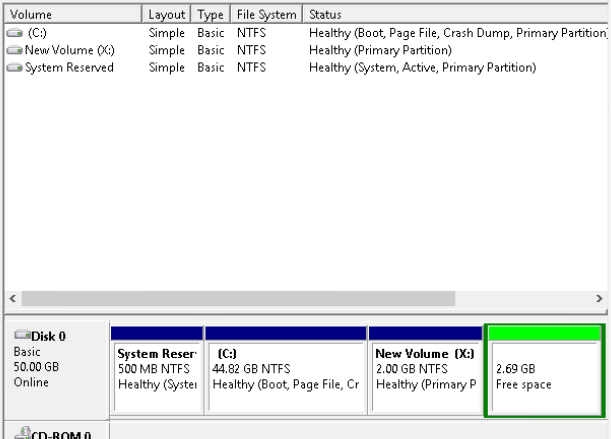 Volume Layout Type File System Status
(C:) Simple Basic NTFS Healthy (Boot, Page File, Crash Dump, Primary Partition)
New Volume (X:) Simple Basic NTFS Healthy (Primary Partition)
System Reserved Simple Basic NTFS Healthy (System, Active, Primary Partition)
Disk 0
Basic
50.00 GB
Online
System Reser
500 MB NTFS
Healthy (Syste
(C:)
44.82 GB NTFS
Healthy (Boot, Page File, Cr
New Volume (X:)
2.00 GB NTFS
Healthy (Primary P
2.69 GB
Free space
CD-ROM 0